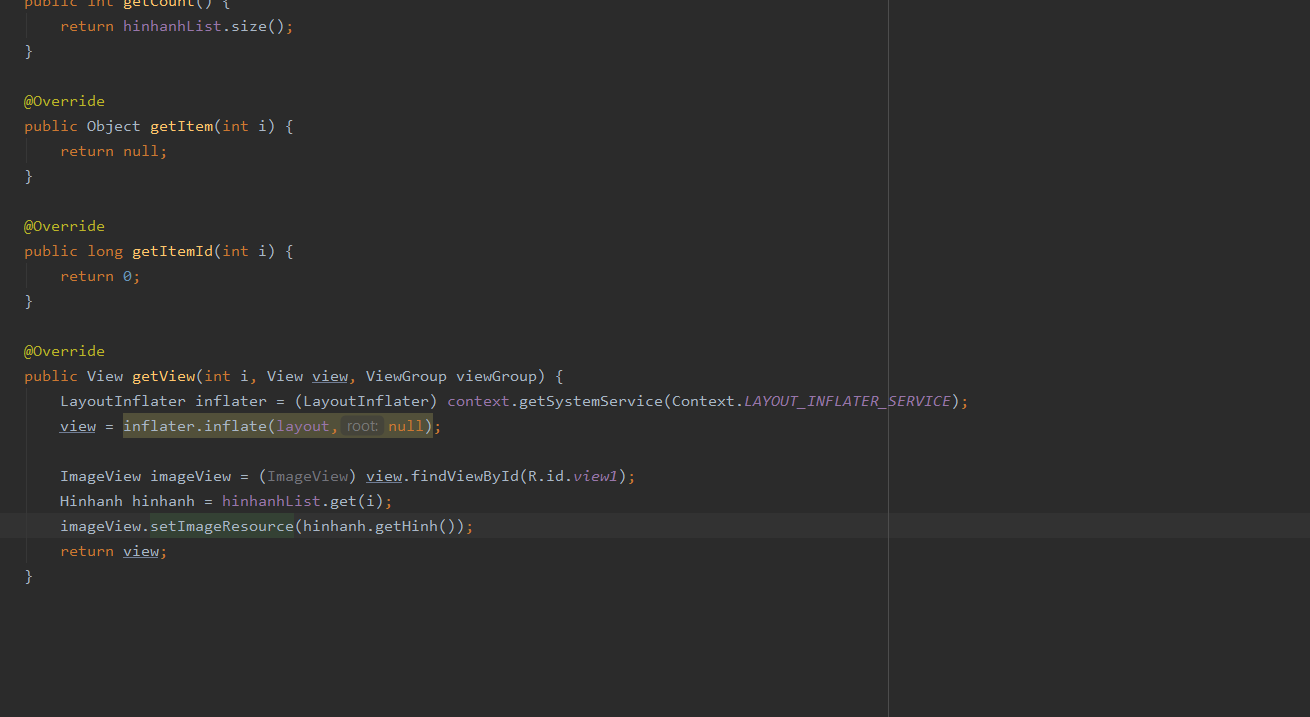 public int getCount() {
return hinhanhList.size();
}
@Override
public Object getItem(int i) {
return null;
}
@Override
public long getItemId(int i) {
return 0;
}
@Override
public View getView(int i, View view, ViewGroup viewGroup) {
LayoutInflater inflater = (LayoutInflater) context.getSystemService(Context.LAYOUT_INFLATER_SERVICE);
view = inflater.inflate(layout, root: null);
ImageView imageView = (ImageView) view.findViewById(R.id.view1);
Hinhanh hinhanh = hinhanhList.get(i);
imageView.setImageResource(hinhanh.getHinh());
return view;
}